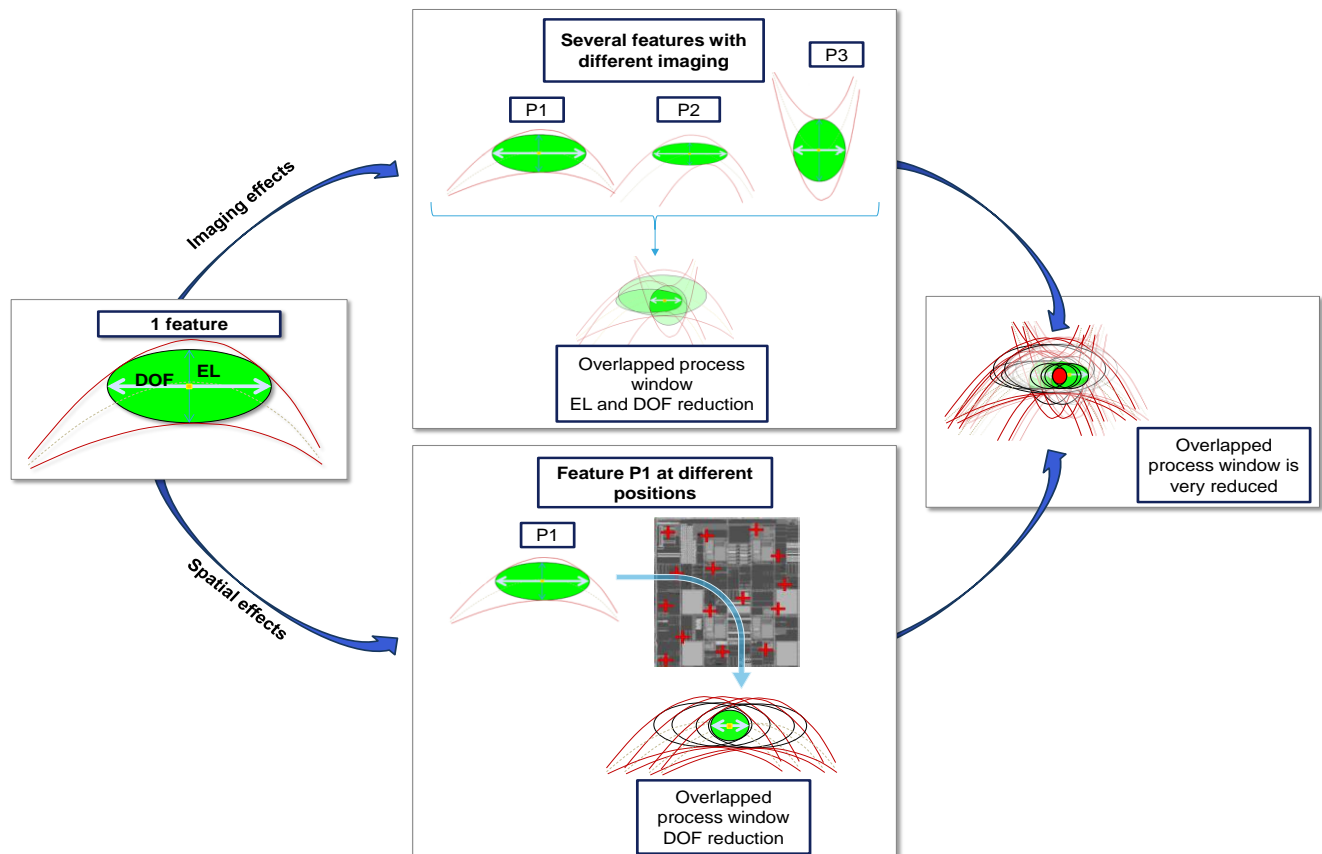 Several features with
different imaging
P3
P1
P2
Imaging effects
Overlapped process
window
EL and DOF reduction
1 feature
DOF
EL
Overlapped
process window is
very reduced
Spatial effects
Feature P1 at different
positions
P1
Overlapped
process window
DOF reduction